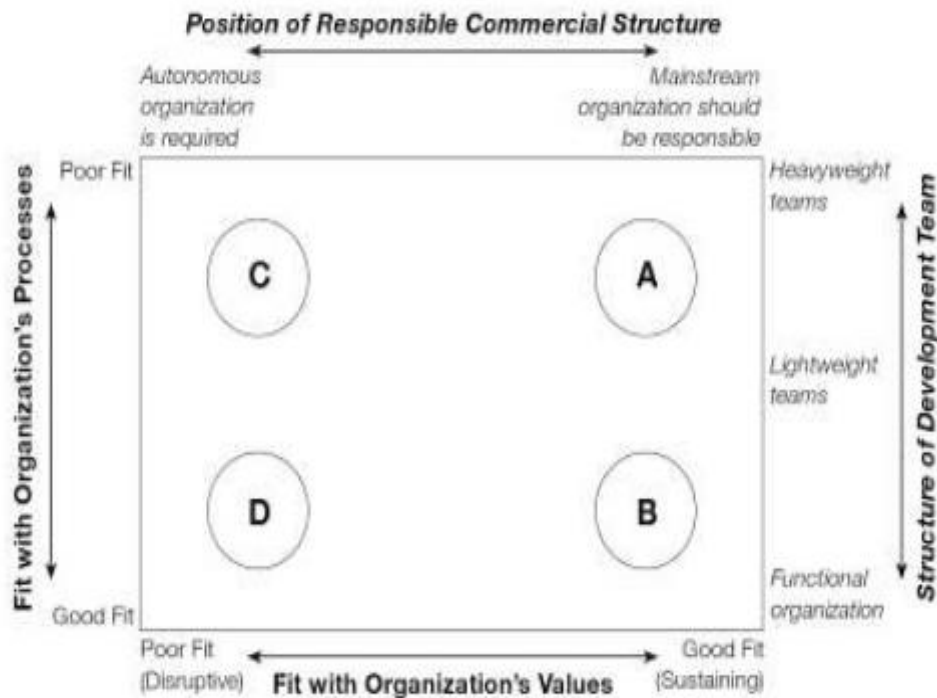 Position of Responsible Commercial Structure
Autonomous
organization
is required
Mainstream
organization should
be responsible
Poor Fit
Heavyweight
teams
Fit with Organization's Processes
C
A
Structure of Development Team
Lightweight
teams
D
B
Good Fit
Functional
organization
Poor Fit
(Disruptive)
Good Fit
(Sustaining)
Fit with Organization's Values